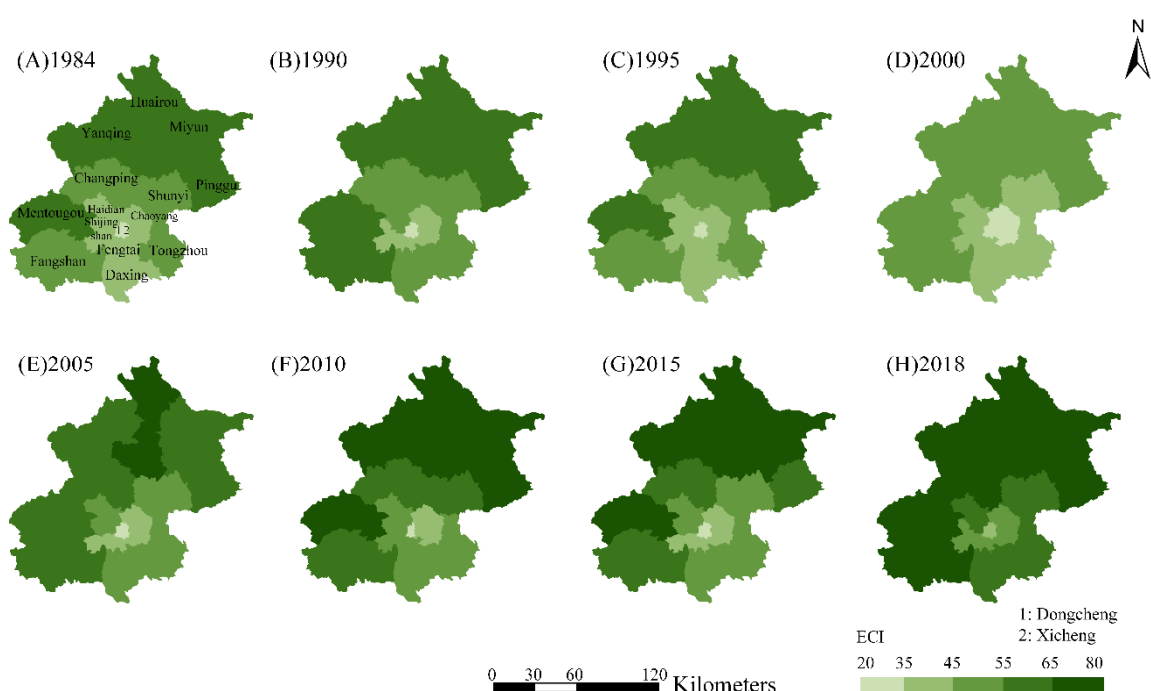 N
(A)1984
(B)1990
(C)1995
(D)2000
Huairou
Miyun
Yanqing
Changping
Pinggu
Shunyi
Mentougou
Haidian
Chaoyang
Shijing
shan
1 2
Fengtai
Tongzhou
Fangshan
Daxing
(E)2005
(F)2010
(G)2015
(H)2018
1: Dongcheng
2: Xicheng
ECI
20 35 45 55 65 80
0 30 60 120
Kilometers